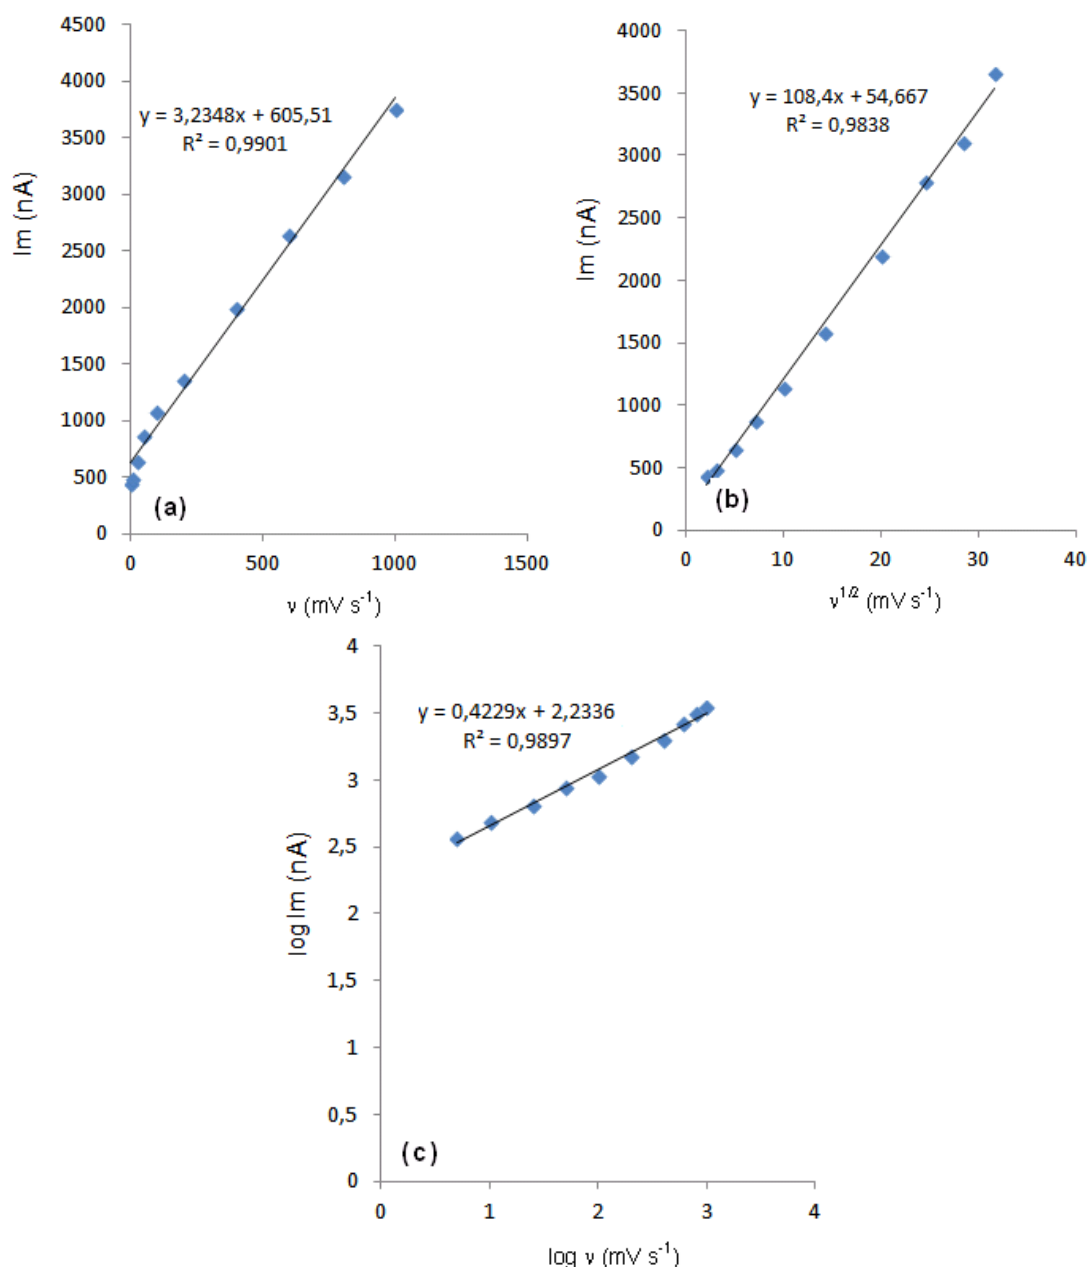 4500
4000
3500
3000
2500
2000
1500
1000
500
0
Im (nA)
y = 3,2348x + 605,51
R² = 0,9901
(a)
0 500 1000 1500
ν (mV s⁻¹)
4000
3500
3000
2500
2000
1500
1000
500
0
Im (nA)
y = 108,4x + 54,667
R² = 0,9838
(b)
0 10 20 30 40
ν¹/² (mV s⁻¹)
4
3,5
3
2,5
2
1,5
1
0,5
0
log Im (nA)
y = 0,4229x + 2,2336
R² = 0,9897
(c)
0 1 2 3 4
log ν (mV s⁻¹)